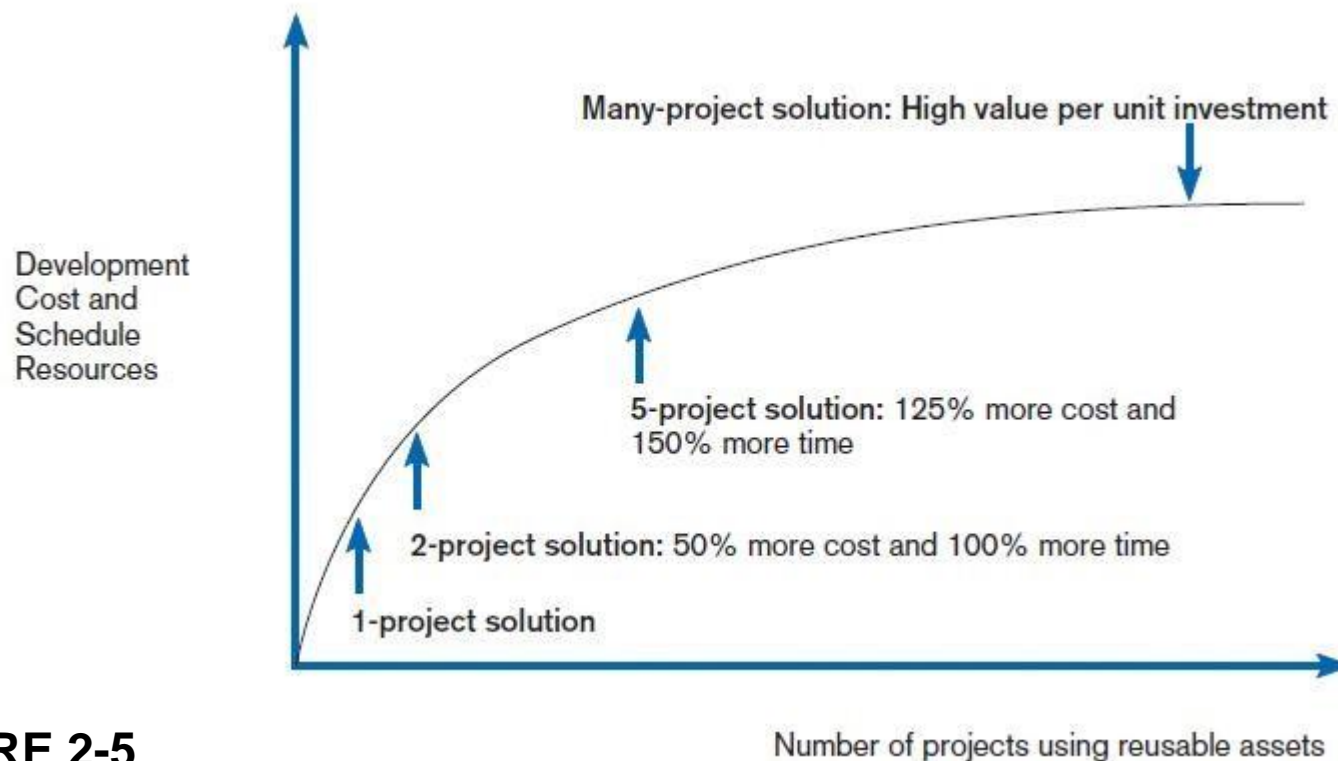 Many-project solution: High value per unit investment
Development
Cost and
Schedule
Resources
5-project solution: 125% more cost and
150% more time
2-project solution: 50% more cost and 100% more time
1-project solution
Number of projects using reusable assets
2-5